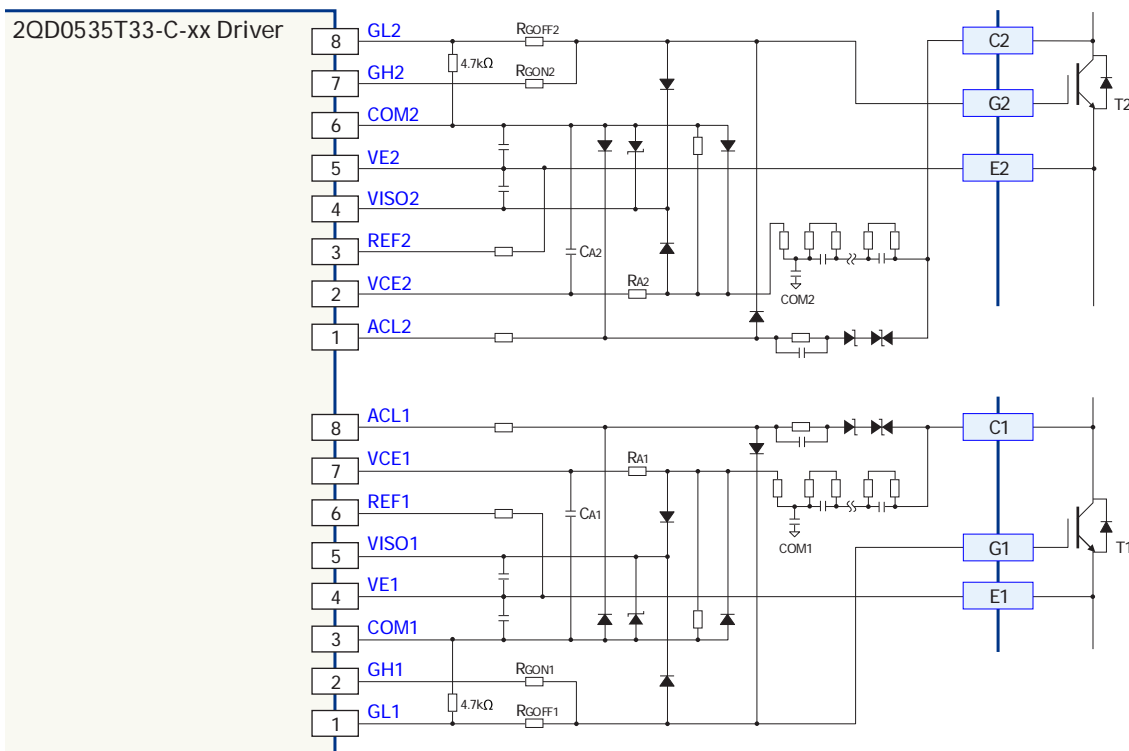 2QD0535T33-C-xx Driver
8 GL2 RGOFF2 C2
4.7kΩ
7 GH2 RGON2
G2 T2
6 COM2
5 VE2 E2
4 VISO2
3 REF2 CA2
2 VCE2 RA2 COM2
1 ACL2
8 ACL1 C1
7 VCE1 RA1
6 REF1 CA1 COM1
5 VISO1 G1 T1
4 VE1 E1
3 COM1
2 GH1 RGON1
4.7kΩ
1 GL1 RGOFF1